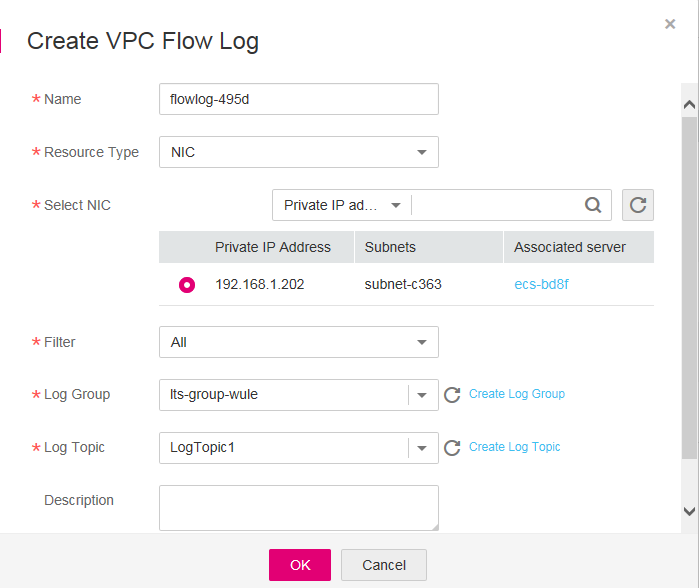 Create VPC Flow Log
* Name flowlog-495d
* Resource Type NIC
* Select NIC Private IP ad...
Private IP Address Subnets Associated server
192.168.1.202 subnet-c363 ecs-bd8f
* Filter All
* Log Group lts-group-wule Create Log Group
* Log Topic LogTopic1 Create Log Topic
Description
OK Cancel